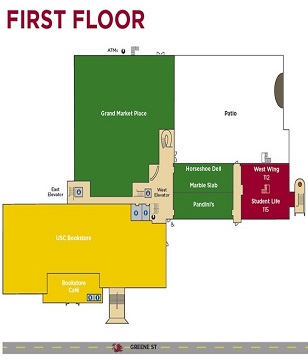 FIRST FLOOR
ATMs
Grand Market Place
Patio
Horseshoe Deli
Marble Slab
Pandini's
West Wing
112
Student Life
115
East
Elevator
West
Elevator
USC Bookstore
Bookstore
Café
GREENE ST